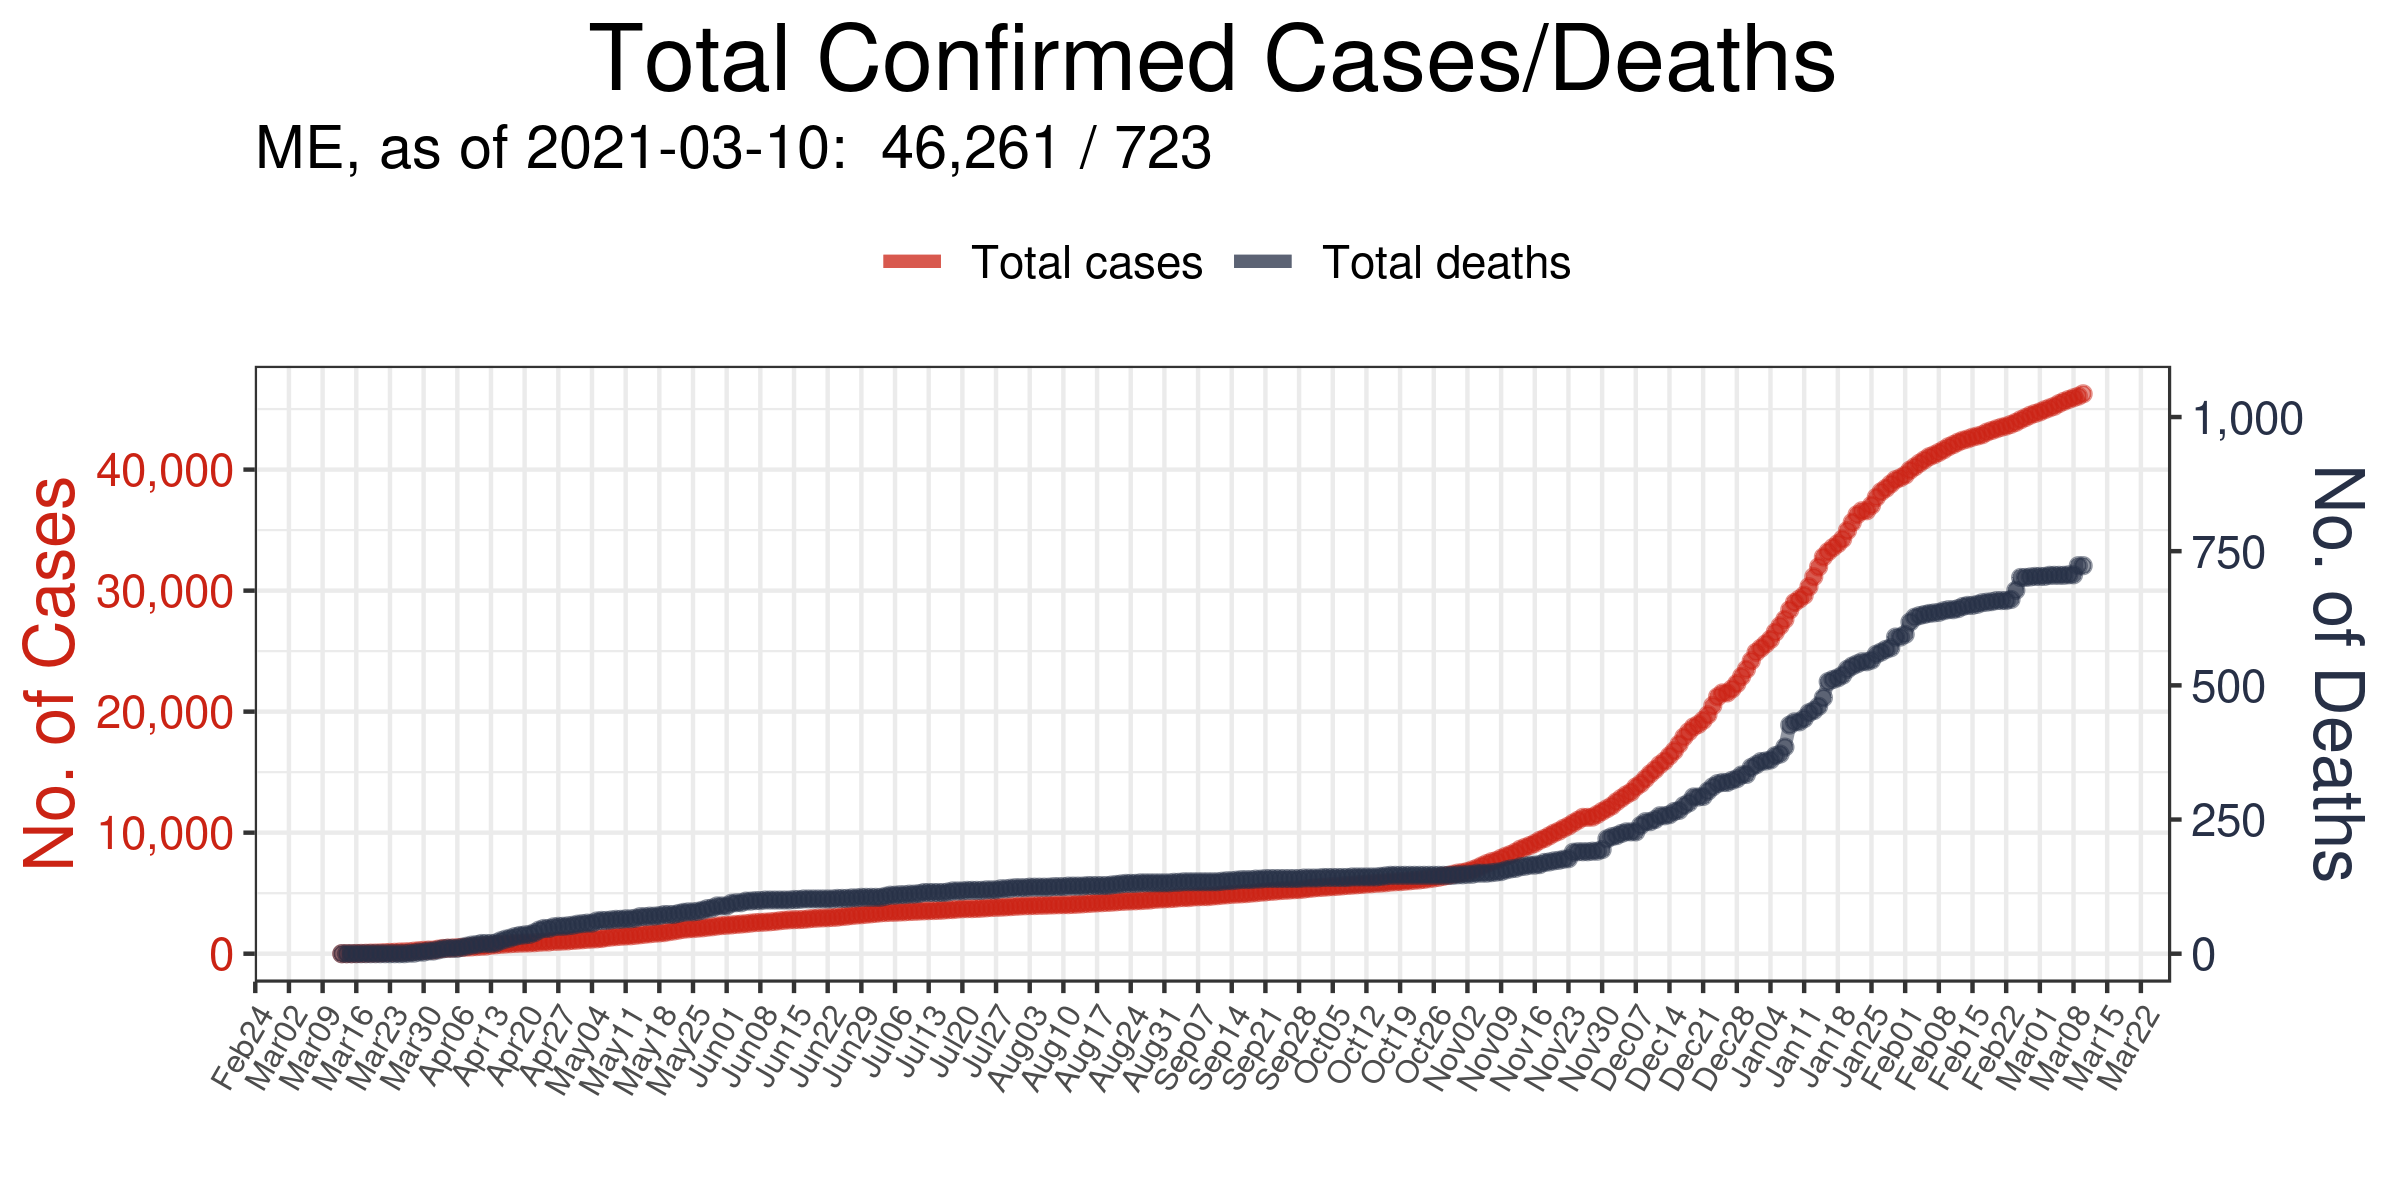 Total Confirmed Cases/Deaths
ME, as of 2021-03-10:  46,261 / 723
Total cases Total deaths
No. of Cases
40,000
30,000
20,000
10,000
0
1,000
750
500
250
0
No. of Deaths
Feb24 Mar02 Mar09 Mar16 Mar23 Mar30 Apr06 Apr13 Apr20 Apr27 May04 May11 May18 May25 Jun01 Jun08 Jun15 Jun22 Jun29 Jul06 Jul13 Jul20 Jul27 Aug03 Aug10 Aug17 Aug24 Aug31 Sep07 Sep14 Sep21 Sep28 Oct05 Oct12 Oct19 Oct26 Nov02 Nov09 Nov16 Nov23 Nov30 Dec07 Dec14 Dec21 Dec28 Jan04 Jan11 Jan18 Jan25 Feb01 Feb08 Feb15 Feb22 Mar01 Mar08 Mar15 Mar22